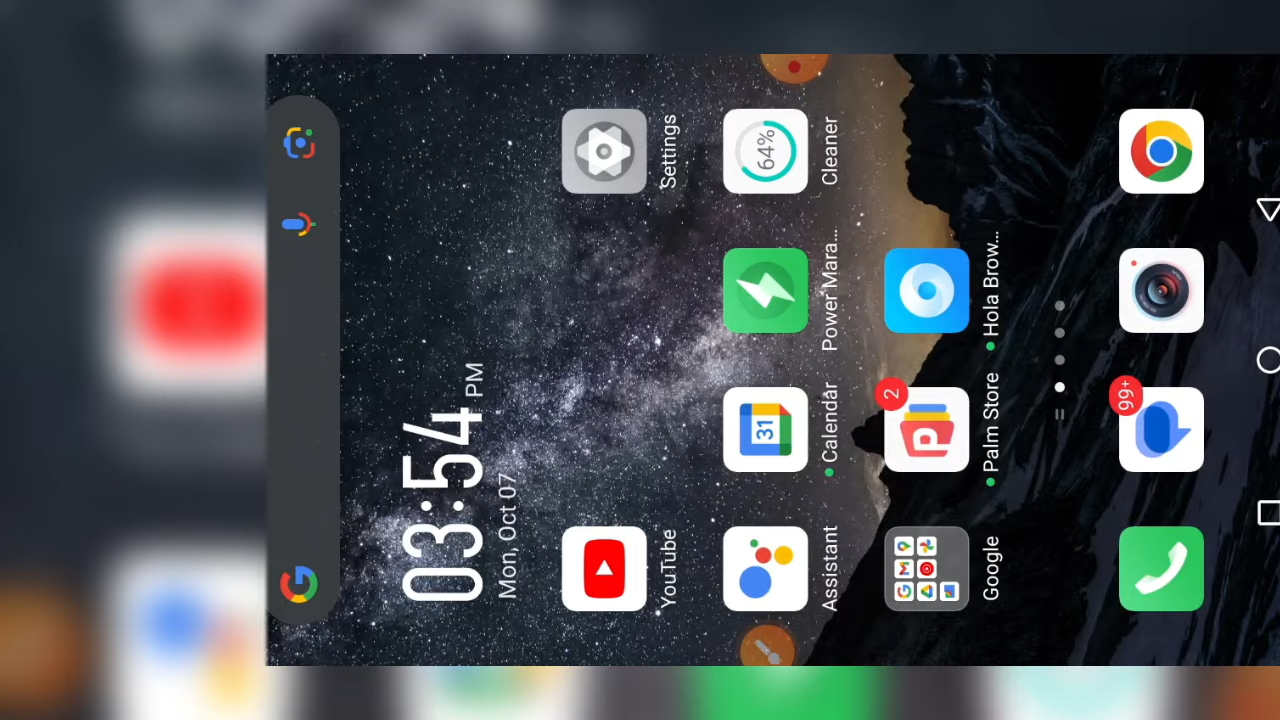 03:54 PM
Mon, Oct 07
YouTube
Settings
31
64%
Assistant
Calendar
Power Mara...
Cleaner
2
Google
Palm Store
Hola Brow...
99+